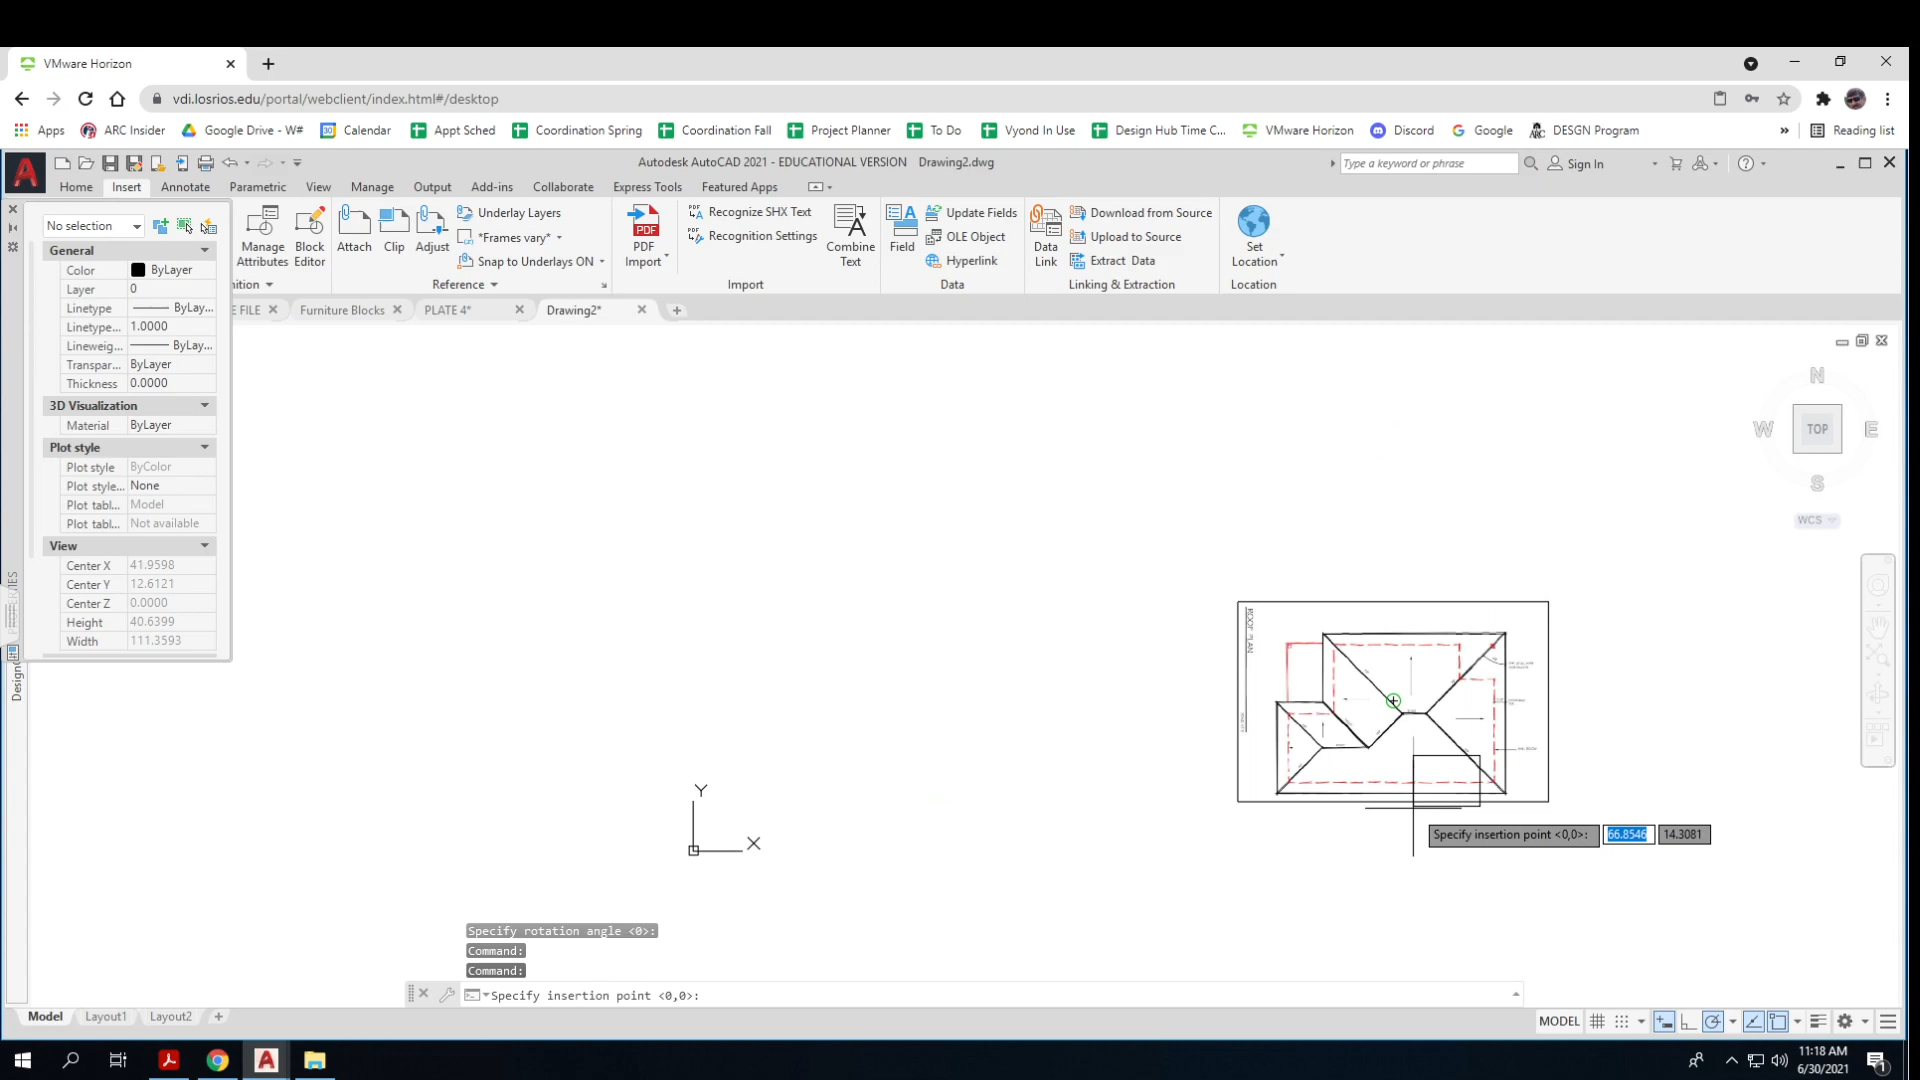 VMware Horizon
vdi.losrios.edu/portal/webclient/index.html#/desktop
Apps ARC Insider Google Drive - W# Calendar Appt Sched Coordination Spring Coordination Fall Project Planner To Do Vyond In Use Design Hub Time C... VMware Horizon Discord Google DESGN Program » Reading list
Autodesk AutoCAD 2021 - EDUCATIONAL VERSION Drawing2.dwg Type a keyword or phrase Sign In
Home Insert Annotate Parametric View Manage Output Add-ins Collaborate Express Tools Featured Apps
Manage Attributes
Block Editor
Attach Clip Adjust
Underlay Layers
*Frames vary*
Snap to Underlays ON
PDF Import
Recognize SHX Text
Recognition Settings
Combine Text
Field
Update Fields
OLE Object
Hyperlink
Data Link
Download from Source
Upload to Source
Extract Data
Set Location
nition Reference Import Data Linking & Extraction Location
E FILE Furniture Blocks PLATE 4* Drawing2*
No selection
General
Color ByLayer
Layer 0
Linetype ByLay...
Linetype... 1.0000
Lineweig... ByLay...
Transpar... ByLayer
Thickness 0.0000
3D Visualization
Material ByLayer
Plot style
Plot style ByColor
Plot style... None
Plot tabl... Model
Plot tabl... Not available
View
Center X 41.9598
Center Y 12.6121
Center Z 0.0000
Height 40.6399
Width 111.3593
N
W TOP E
S
WCS
ROOF PLAN
Y
X
Specify insertion point <0,0>: 66.8546 14.3081
Specify rotation angle <0>:
Command:
Command:
Specify insertion point <0,0>:
Model Layout1 Layout2 +
MODEL
11:18 AM
6/30/2021